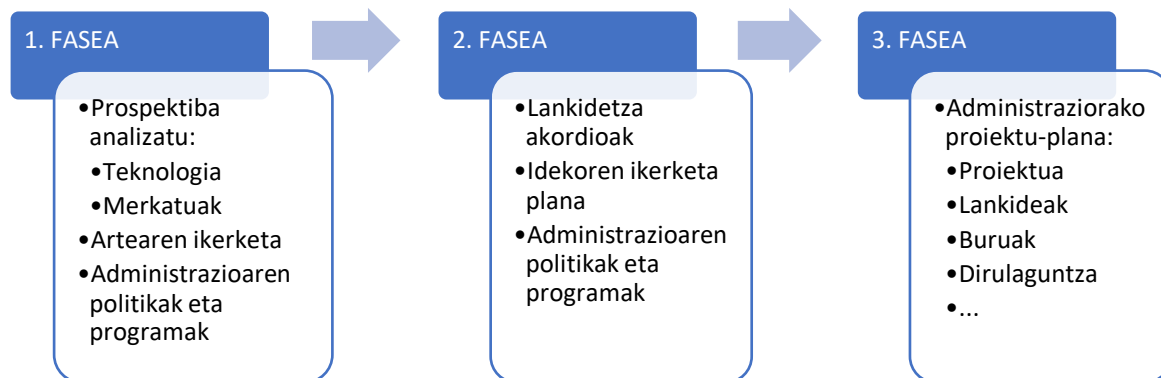 1. FASEA
•Prospektiba
analizatu:
•Teknologia
•Merkatuak
•Artearen ikerketa
•Administrazioaren
politikak eta
programak
2. FASEA
•Lankidetza
akordioak
•Idekoren ikerketa
plana
•Administrazioaren
politikak eta
programak
3. FASEA
•Administraziorako
proiektu-plana:
•Proiektua
•Lankideak
•Buruak
•Dirulaguntza
•...